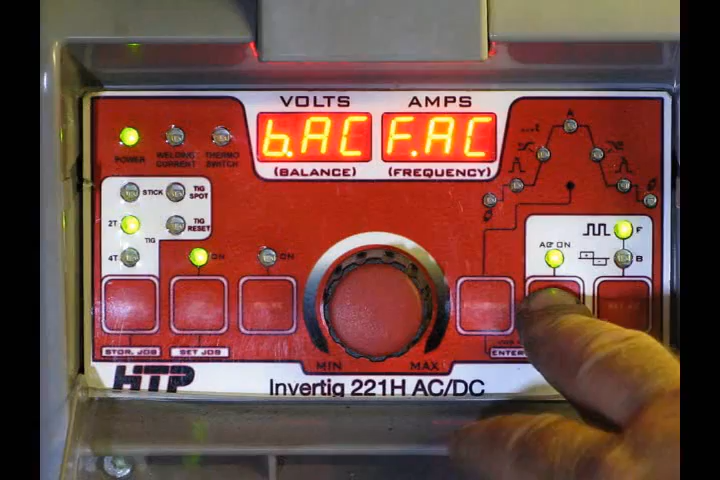 VOLTS AMPS
b.AC F.AC
(BALANCE) (FREQUENCY)
POWER WELDING CURRENT THERMO SWITCH
A
STICK TIG SPOT
2T TIG RESET
TIG
4T
ON ON
F
AC ON
B
MIN MAX
STOR. JOB SET JOB ENTER
HTP Invertig 221H AC/DC